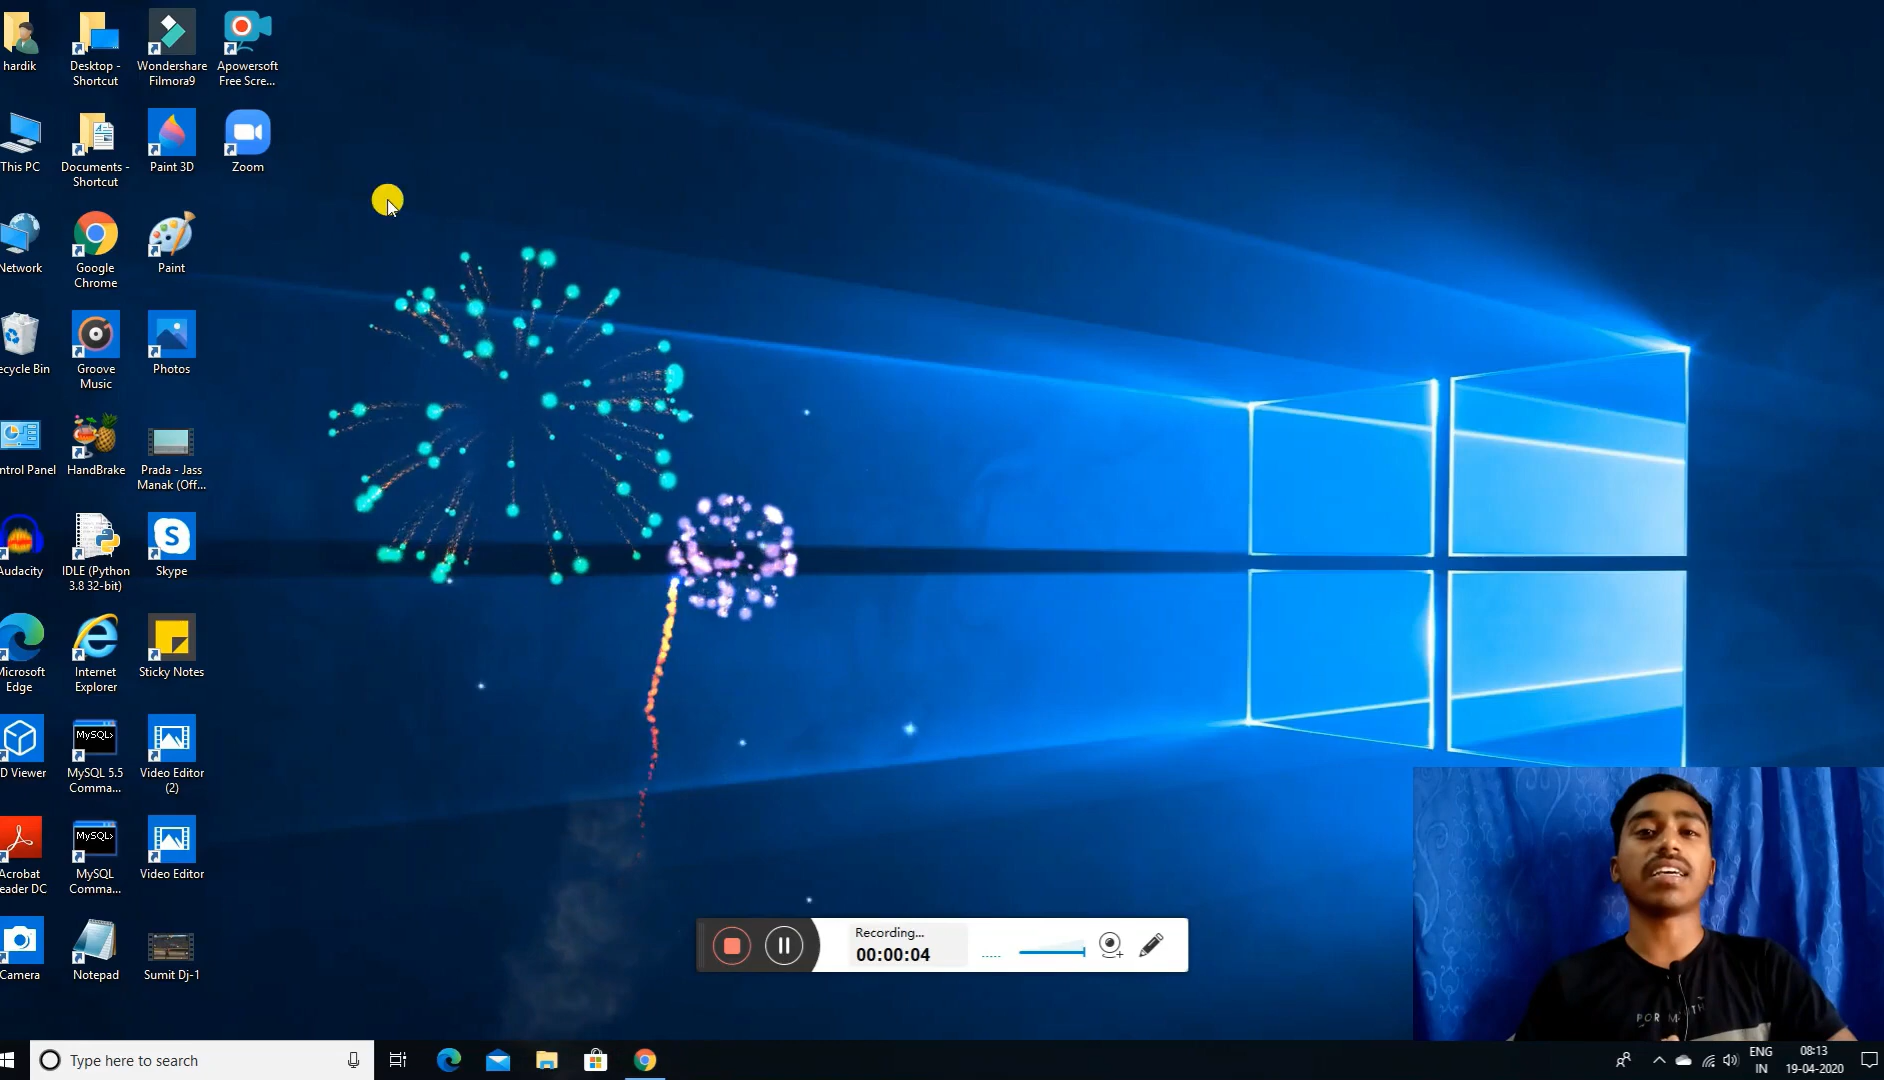 hardik
Desktop -
Shortcut
Wondershare
Filmora9
Apowersoft
Free Scre...
This PC
Documents -
Shortcut
Paint 3D
Zoom
Network
Google
Chrome
Paint
ecycle Bin
Groove
Music
Photos
ntrol Panel
HandBrake
Prada - Jass
Manak (Off...
Audacity
IDLE (Python
3.8 32-bit)
S
Skype
Microsoft
Edge
Internet
Explorer
Sticky Notes
D Viewer
MySQL>
MySQL 5.5
Comma...
Video Editor
(2)
Acrobat
eader DC
MySQL>
MySQL
Comma...
Video Editor
Camera
Notepad
Sumit Dj-1
Recording...
00:00:04
Type here to search
ENG
IN
08:13
19-04-2020